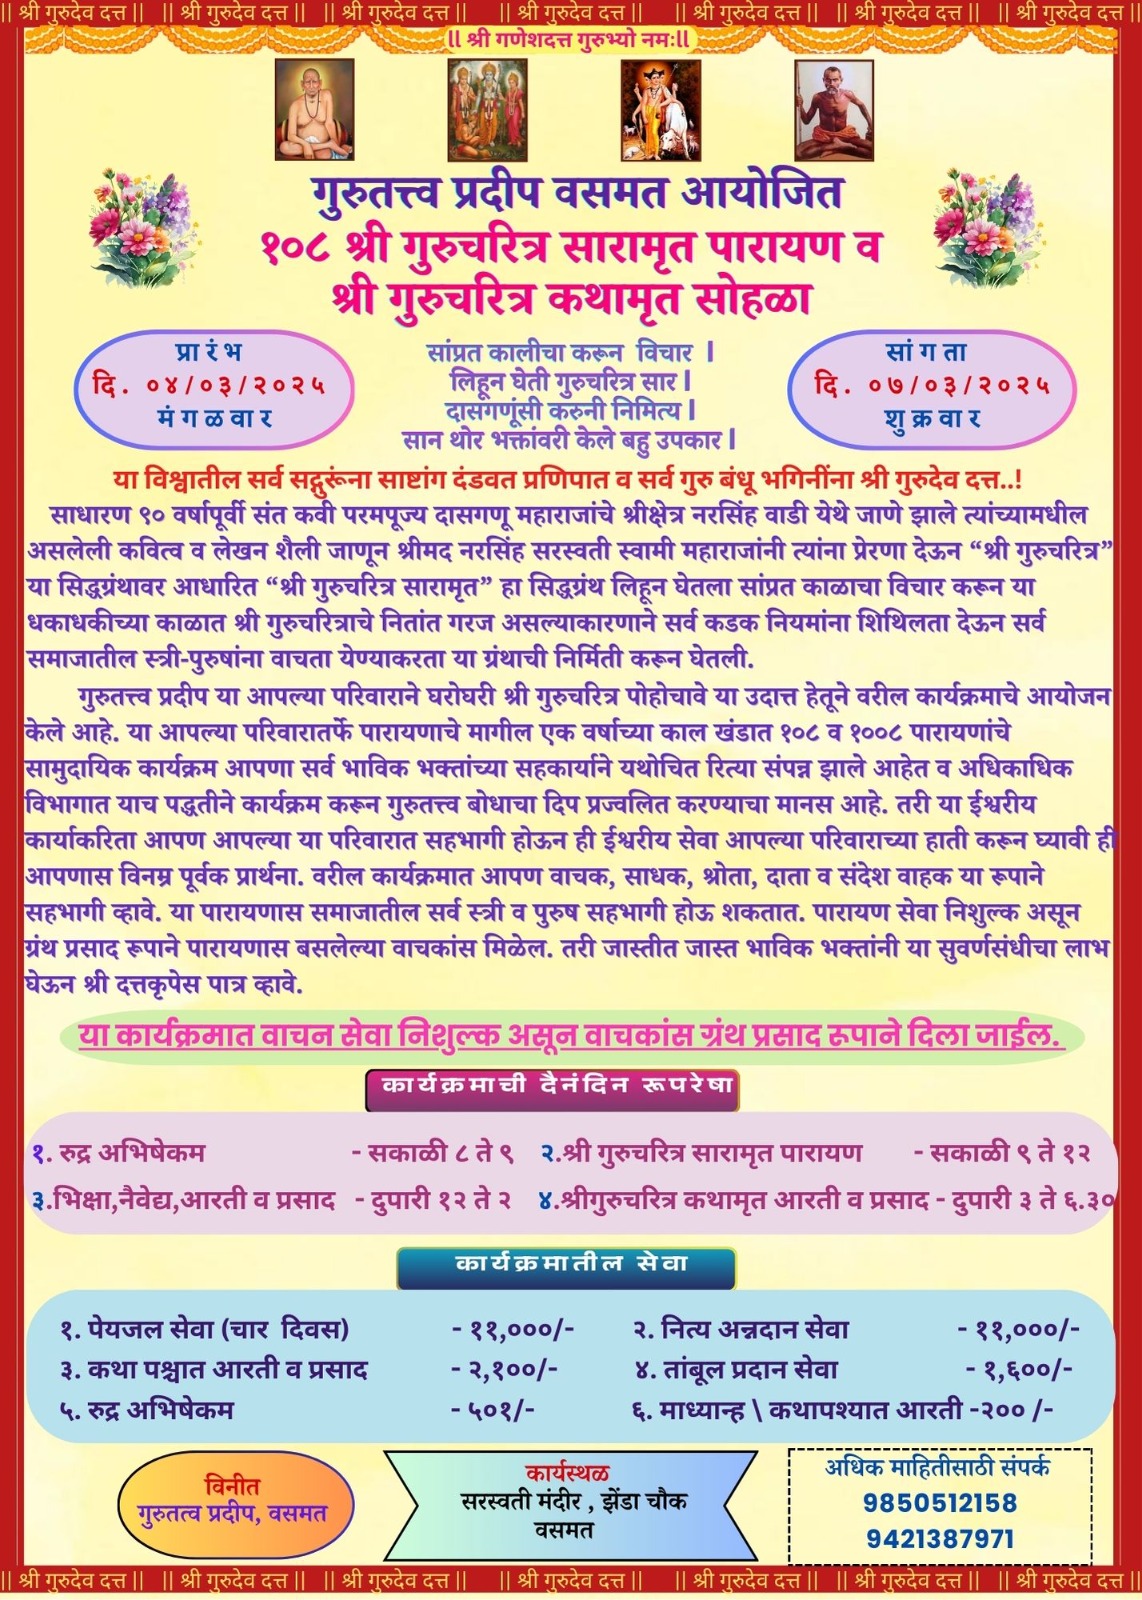 || श्री गुरुदेव दत्त || || श्री गुरुदेव दत्त || || श्री गुरुदेव दत्त || || श्री गुरुदेव दत्त || || श्री गुरुदेव दत्त || || श्री गुरुदेव दत्त || || श्री गुरुदेव दत्त ||
ll श्री गणेशदत्त गुरुभ्यो नमःll
गुरुतत्त्व प्रदीप वसमत आयोजित
१०८ श्री गुरुचरित्र सारामृत पारायण व
श्री गुरुचरित्र कथामृत सोहळा
प्रारंभ
दि. ०४/०३/२०२५
मंगळवार
सांप्रत कालीचा करून विचार ।
लिहून घेती गुरुचरित्र सार।
दासगणूंसी करुनी निमित्य।
सान थोर भक्तांवरी केले बहु उपकार।
सांगता
दि. ०७/०३/२०२५
शुक्रवार
या विश्वातील सर्व सद्गुरूंना साष्टांग दंडवत प्रणिपात व सर्व गुरु बंधू भगिनींना श्री गुरुदेव दत्त..!
साधारण ९० वर्षापूर्वी संत कवी परमपूज्य दासगणू महाराजांचे श्रीक्षेत्र नरसिंह वाडी येथे जाणे झाले त्यांच्यामधील
असलेली कवित्व व लेखन शैली जाणून श्रीमद नरसिंह सरस्वती स्वामी महाराजांनी त्यांना प्रेरणा देऊन “श्री गुरुचरित्र”
या सिद्धग्रंथावर आधारित “श्री गुरुचरित्र सारामृत” हा सिद्धग्रंथ लिहून घेतला सांप्रत काळाचा विचार करून या
धकाधकीच्या काळात श्री गुरुचरित्राचे नितांत गरज असल्याकारणाने सर्व कडक नियमांना शिथिलता देऊन सर्व
समाजातील स्त्री-पुरुषांना वाचता येण्याकरता या ग्रंथाची निर्मिती करून घेतली.
गुरुतत्त्व प्रदीप या आपल्या परिवाराने घरोघरी श्री गुरुचरित्र पोहोचावे या उदात्त हेतूने वरील कार्यक्रमाचे आयोजन
केले आहे. या आपल्या परिवारातर्फे पारायणाचे मागील एक वर्षाच्या काल खंडात १०८ व १००८ पारायणांचे
सामुदायिक कार्यक्रम आपणा सर्व भाविक भक्तांच्या सहकार्याने यथोचित रित्या संपन्न झाले आहेत व अधिकाधिक
विभागात याच पद्धतीने कार्यक्रम करून गुरुतत्त्व बोधाचा दिप प्रज्वलित करण्याचा मानस आहे. तरी या ईश्वरीय
कार्याकरिता आपण आपल्या या परिवारात सहभागी होऊन ही ईश्वरीय सेवा आपल्या परिवाराच्या हाती करून घ्यावी ही
आपणास विनम्र पूर्वक प्रार्थना. वरील कार्यक्रमात आपण वाचक, साधक, श्रोता, दाता व संदेश वाहक या रूपाने
सहभागी व्हावे. या पारायणास समाजातील सर्व स्त्री व पुरुष सहभागी होऊ शकतात. पारायण सेवा निशुल्क असून
ग्रंथ प्रसाद रूपाने पारायणास बसलेल्या वाचकांस मिळेल. तरी जास्तीत जास्त भाविक भक्तांनी या सुवर्णसंधीचा लाभ
घेऊन श्री दत्तकृपेस पात्र व्हावे.
या कार्यक्रमात वाचन सेवा निशुल्क असून वाचकांस ग्रंथ प्रसाद रूपाने दिला जाईल.
कार्यक्रमाची दैनंदिन रूपरेषा
१. रुद्र अभिषेकम - सकाळी ८ ते ९ २.श्री गुरुचरित्र सारामृत पारायण - सकाळी ९ ते १२
३.भिक्षा,नैवेद्य,आरती व प्रसाद - दुपारी १२ ते २ ४.श्रीगुरुचरित्र कथामृत आरती व प्रसाद - दुपारी ३ ते ६.३०
कार्यक्रमातील सेवा
१. पेयजल सेवा (चार दिवस) - ११,०००/- २. नित्य अन्नदान सेवा - ११,०००/-
३. कथा पश्चात आरती व प्रसाद - २,१००/- ४. तांबूल प्रदान सेवा - १,६००/-
५. रुद्र अभिषेकम - ५०१/- ६. माध्यान्ह \ कथापश्यात आरती -२०० /-
विनीत
गुरुतत्व प्रदीप, वसमत
कार्यस्थळ
सरस्वती मंदीर , झेंडा चौक
वसमत
अधिक माहितीसाठी संपर्क
9850512158
9421387971
|| श्री गुरुदेव दत्त || || श्री गुरुदेव दत्त || || श्री गुरुदेव दत्त || || श्री गुरुदेव दत्त || || श्री गुरुदेव दत्त || || श्री गुरुदेव दत्त || || श्री गुरुदेव दत्त ||